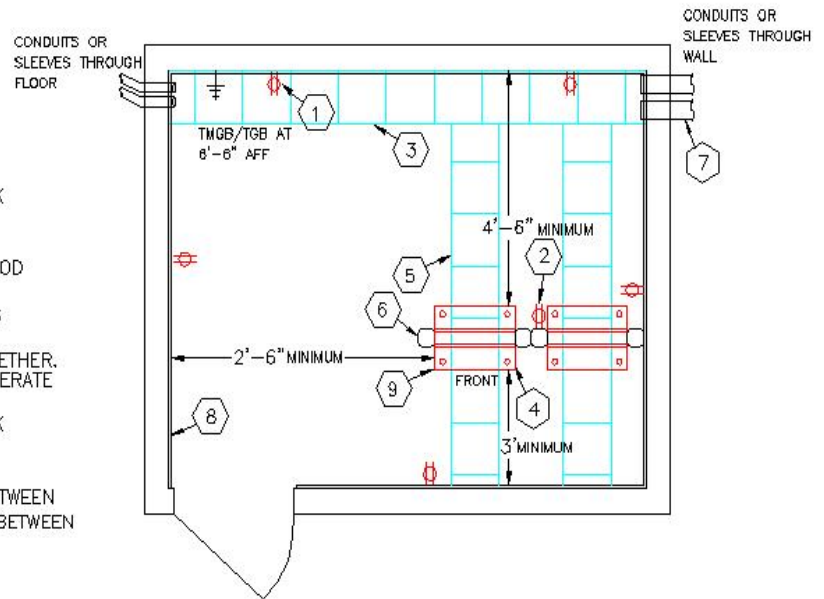 CONDUITS OR
SLEEVES THROUGH
FLOOR
CONDUITS OR
SLEEVES THROUGH
WALL
1
TMGB/TGB AT
6'-6" AFF
3
7
4'-6" MINIMUM
5
2
6
2'-6" MINIMUM
9
FRONT
4
8
3' MINIMUM
K
OD
ETHER.
ERATE
K
TWEEN
BETWEEN